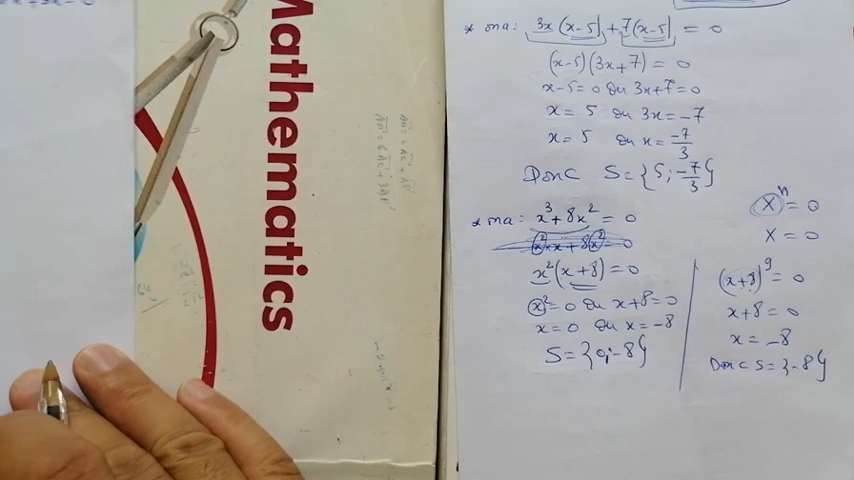 Mathematics
* ona: 3x(x-5)+7(x-5) = 0
(x-5)(3x+7) = 0
x-5=0 ou 3x+7=0
x = 5 ou 3x = -7
x = 5 ou x = -7/3
Donc S = {5; -7/3}
* ona: x³+8x² = 0
x²(x+8) = 0
x² = 0 ou x+8=0
x = 0 ou x = -8
S = {0; -8}
Xⁿ = 0
X = 0
(x+8)⁹ = 0
x+8 = 0
x = -8
Donc S = {-8}